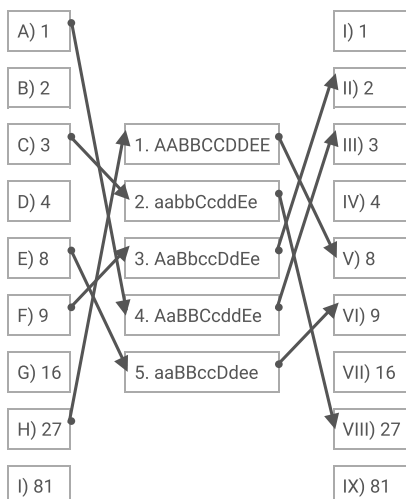 A) 1
B) 2
C) 3
D) 4
E) 8
F) 9
G) 16
H) 27
I) 81
1. AABBCCDDEE
2. aabbCcddEe
3. AaBbccDdEe
4. AaBBCcddEe
5. aaBBccDdee
I) 1
II) 2
III) 3
IV) 4
V) 8
VI) 9
VII) 16
VIII) 27
IX) 81